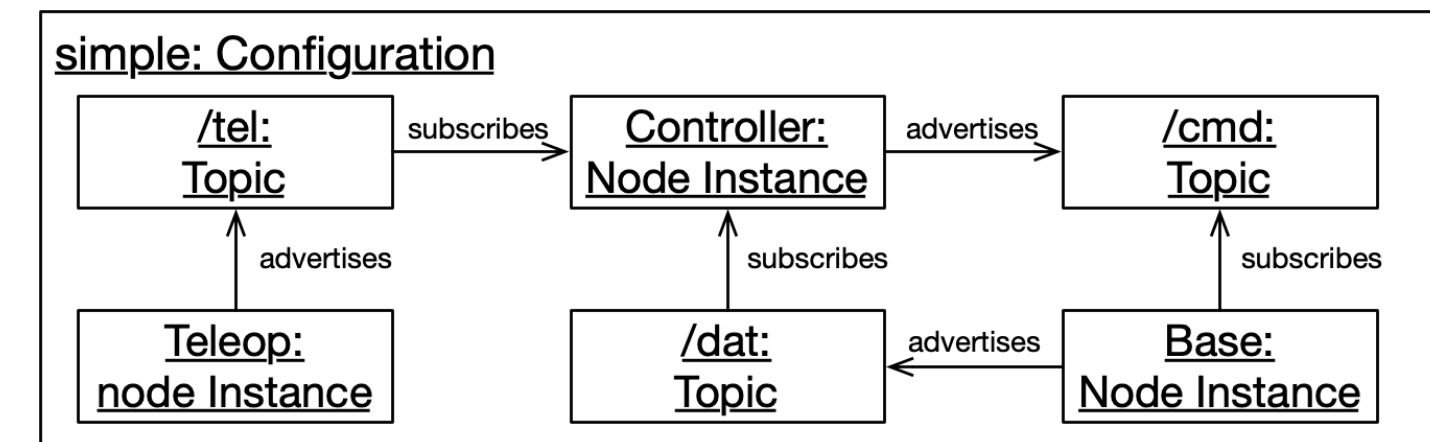 simple: Configuration
/tel:
Topic
subscribes
Controller:
Node Instance
advertises
/cmd:
Topic
advertises
subscribes
subscribes
Teleop:
node Instance
/dat:
Topic
advertises
Base:
Node Instance